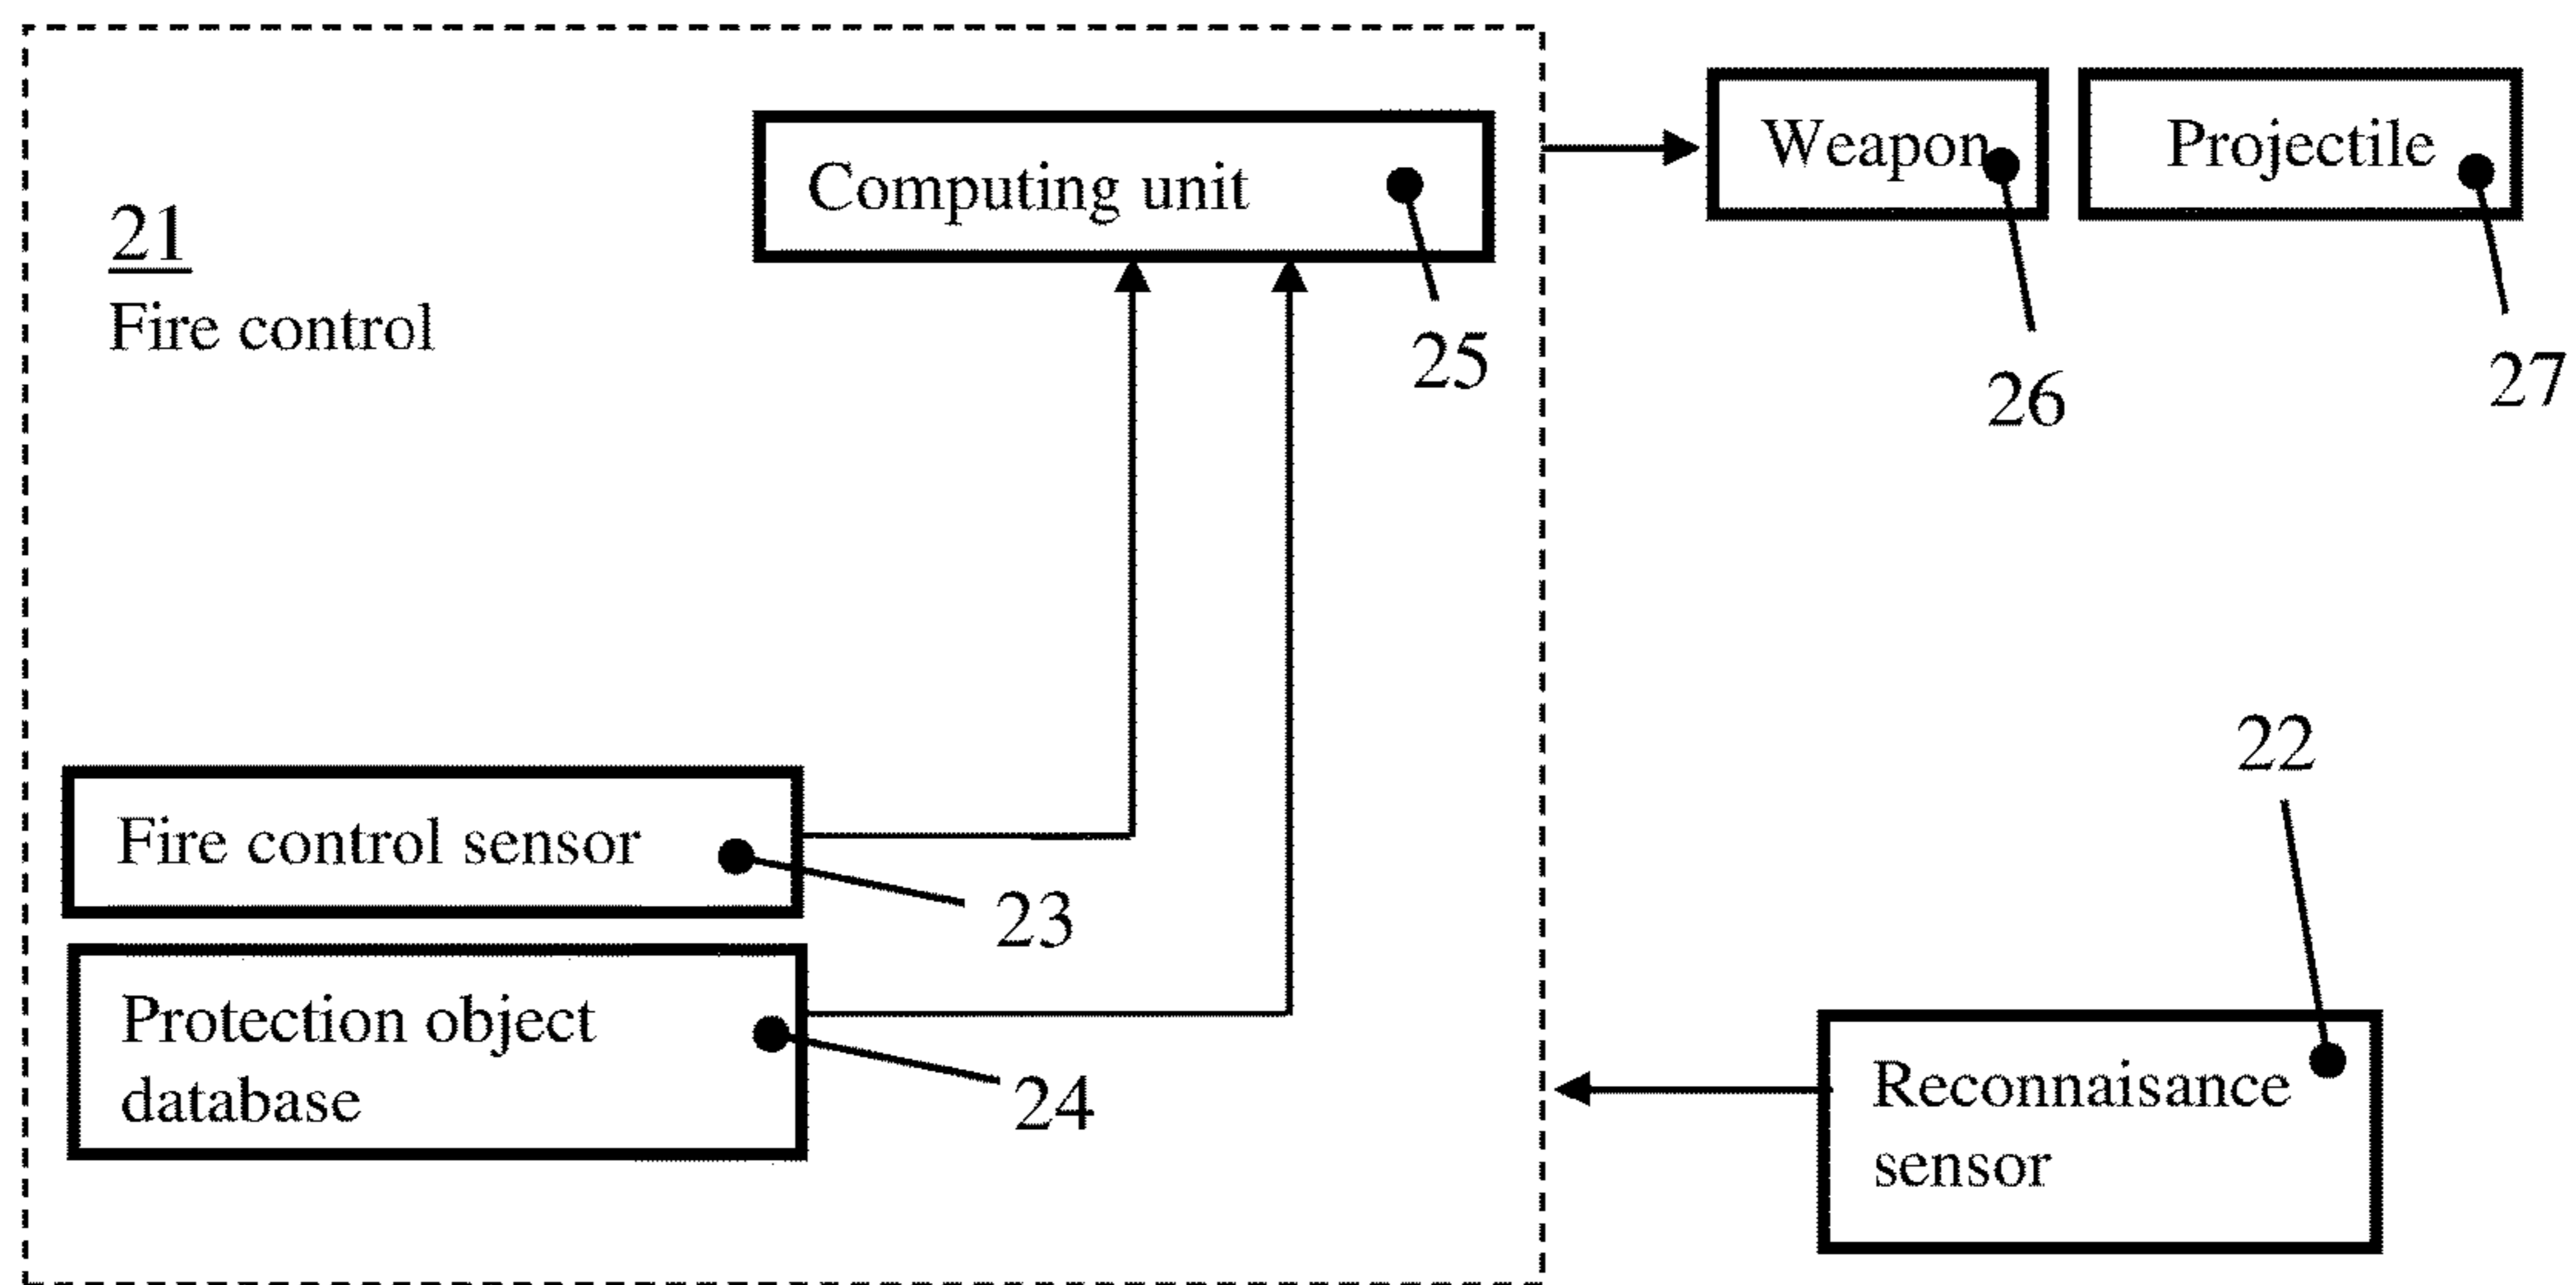 Computing unit
Weapon
Projectile
21
Fire control
25
26
27
22
Fire control sensor
23
Protection object
database
24
Reconnaisance
sensor